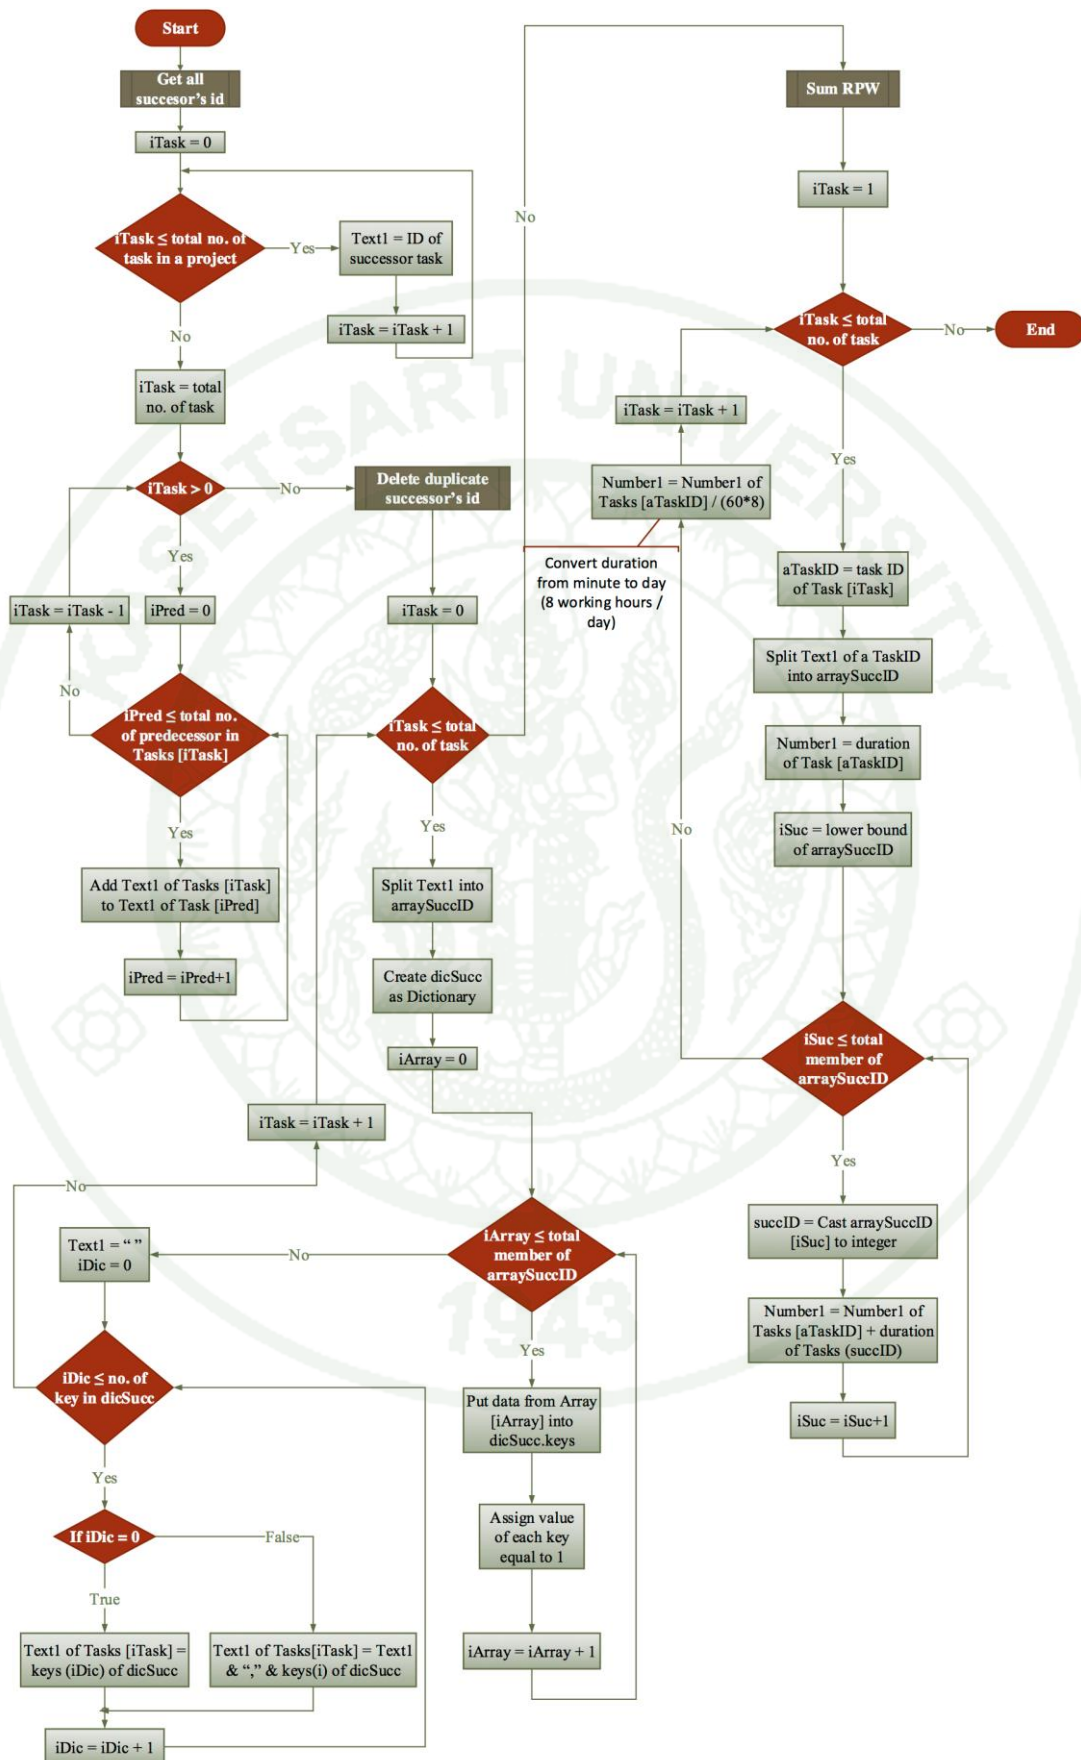 Start
Get all
succesor's id
iTask = 0
iTask ≤ total no. of
task in a project
Yes
Text1 = ID of
successor task
iTask = iTask + 1
No
iTask = total
no. of task
iTask > 0
No
Yes
iTask = iTask - 1
iPred = 0
No
iPred ≤ total no.
of predecessor in
Tasks [iTask]
Yes
Add Text1 of Tasks [iTask]
to Text1 of Task [iPred]
iPred = iPred+1
Delete duplicate
successor's id
iTask = 0
iTask ≤ total
no. of task
No
Yes
Split Text1 into
arraySuccID
Create dicSucc
as Dictionary
iArray = 0
iTask = iTask + 1
No
iArray ≤ total
member of
arraySuccID
No
Yes
Put data from Array
[iArray] into
dicSucc.keys
Assign value
of each key
equal to 1
iArray = iArray + 1
Text1 = “ ”
iDic = 0
iDic ≤ no. of
key in dicSucc
Yes
If iDic = 0
False
True
Text1 of Tasks [iTask] =
keys (iDic) of dicSucc
Text1 of Tasks[iTask] = Text1
& “,” & keys(i) of dicSucc
iDic = iDic + 1
Sum RPW
iTask = 1
iTask ≤ total
no. of task
No
End
Yes
iTask = iTask + 1
Number1 = Number1 of
Tasks [aTaskID] / (60*8)
Convert duration
from minute to day
(8 working hours /
day)
aTaskID = task ID
of Task [iTask]
Split Text1 of a TaskID
into arraySuccID
Number1 = duration
of Task [aTaskID]
iSuc = lower bound
of arraySuccID
No
iSuc ≤ total
member of
arraySuccID
Yes
succID = Cast arraySuccID
[iSuc] to integer
Number1 = Number1 of
Tasks [aTaskID] + duration
of Tasks (succID)
iSuc = iSuc+1
KASETSART UNIVERSITY
1943